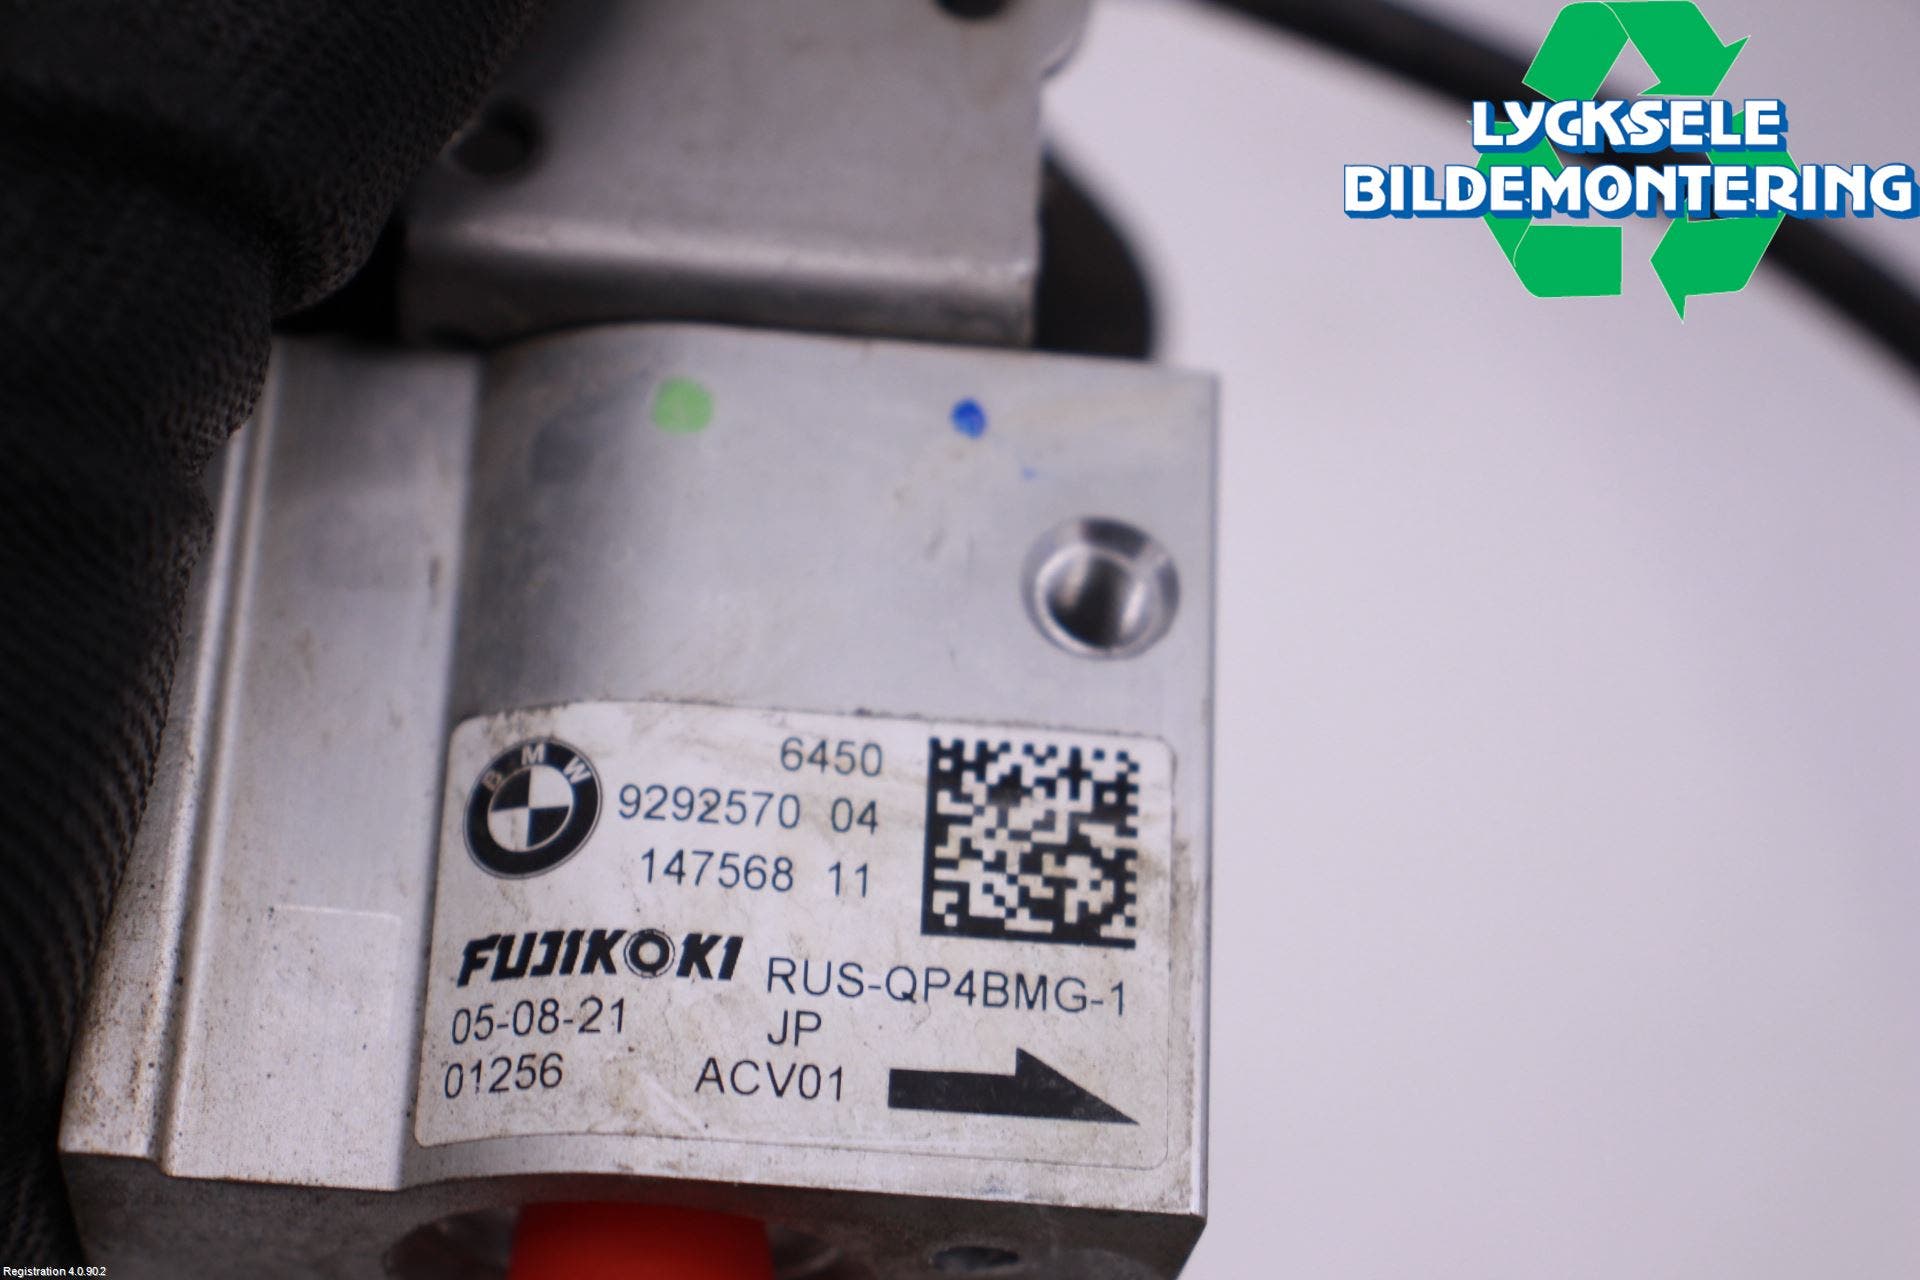 LYCKSELE
BILDEMONTERING
BMW
6450
9292570 04
147568 11
FUJIKOKI
RUS-QP4BMG-1
05-08-21
JP
01256
ACV01
Registration 4.0.90.2